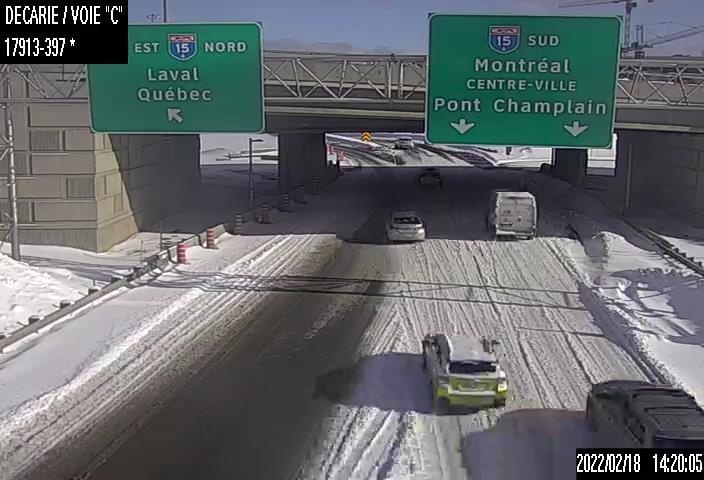 DECARIE / VOIE "C"
17913-397 *
EST 15 NORD
Laval
Québec
15 SUD
Montréal
CENTRE-VILLE
Pont Champlain
2022/02/18 14:20:05